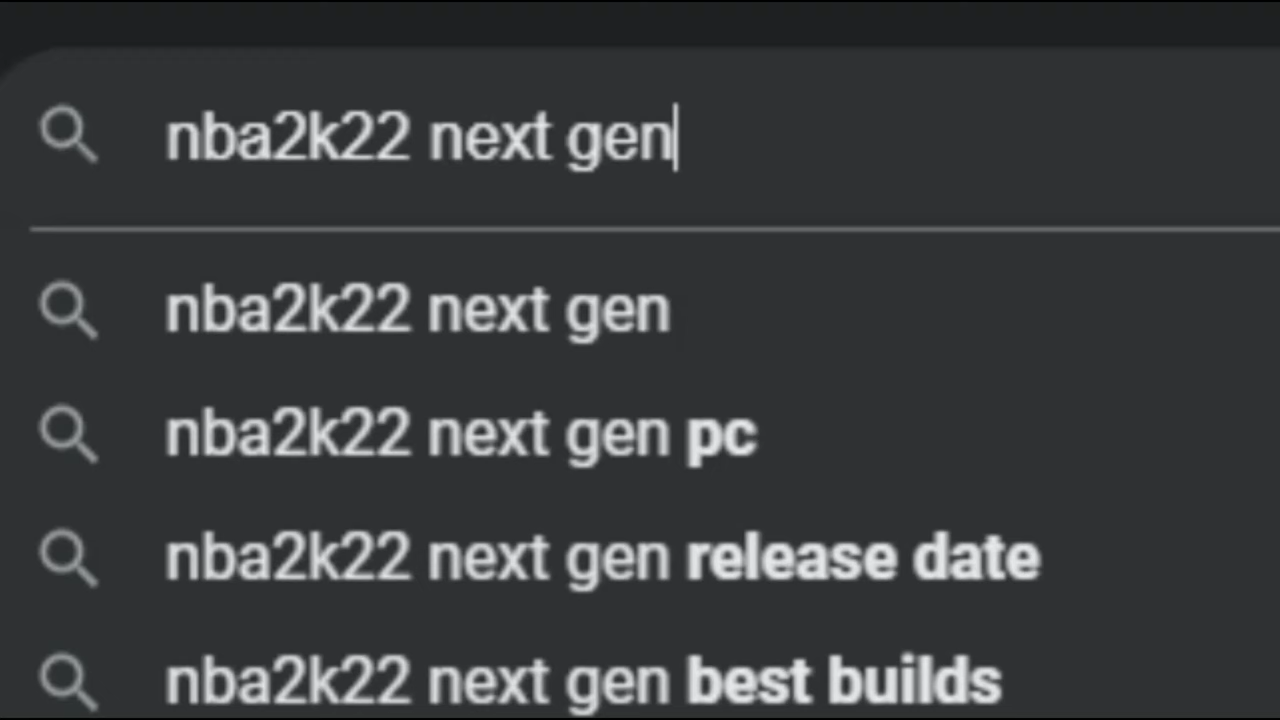 nba2k22 next gen
nba2k22 next gen
nba2k22 next gen pc
nba2k22 next gen release date
nba2k22 next gen best builds